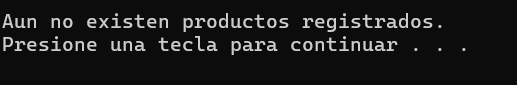 Aun no existen productos registrados.
Presione una tecla para continuar . . .